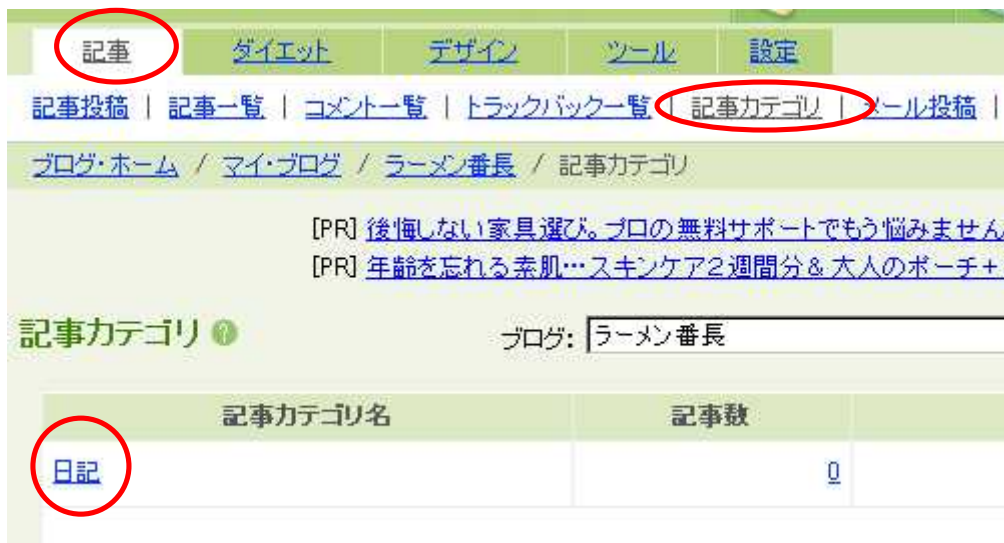 記事 ダイエット デザイン ツール 設定
記事投稿 | 記事一覧 | コメント一覧 | トラックバック一覧 | 記事カテゴリ | メール投稿 |
ブログ・ホーム / マイ・ブログ / ラーメン番長 / 記事カテゴリ
[PR] 後悔しない家具選び。プロの無料サポートでもう悩みません
[PR] 年齢を忘れる素肌…スキンケア2週間分&大人のポーチ+
記事カテゴリ ブログ: ラーメン番長
記事カテゴリ名 記事数
日記 0